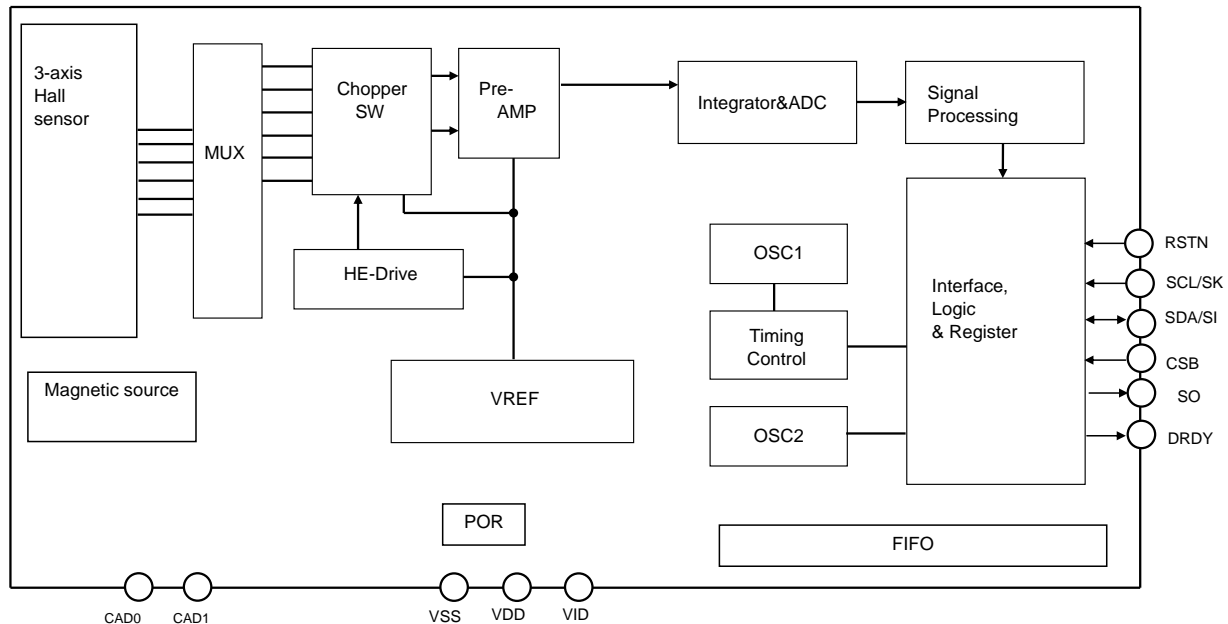 3-axis
Hall
sensor
MUX
Chopper
SW
Pre-
AMP
Integrator&ADC
Signal
Processing
HE-Drive
OSC1
Timing
Control
OSC2
Interface,
Logic
& Register
RSTN
SCL/SK
SDA/SI
CSB
SO
DRDY
Magnetic source
VREF
POR
FIFO
CAD0
CAD1
VSS
VDD
VID